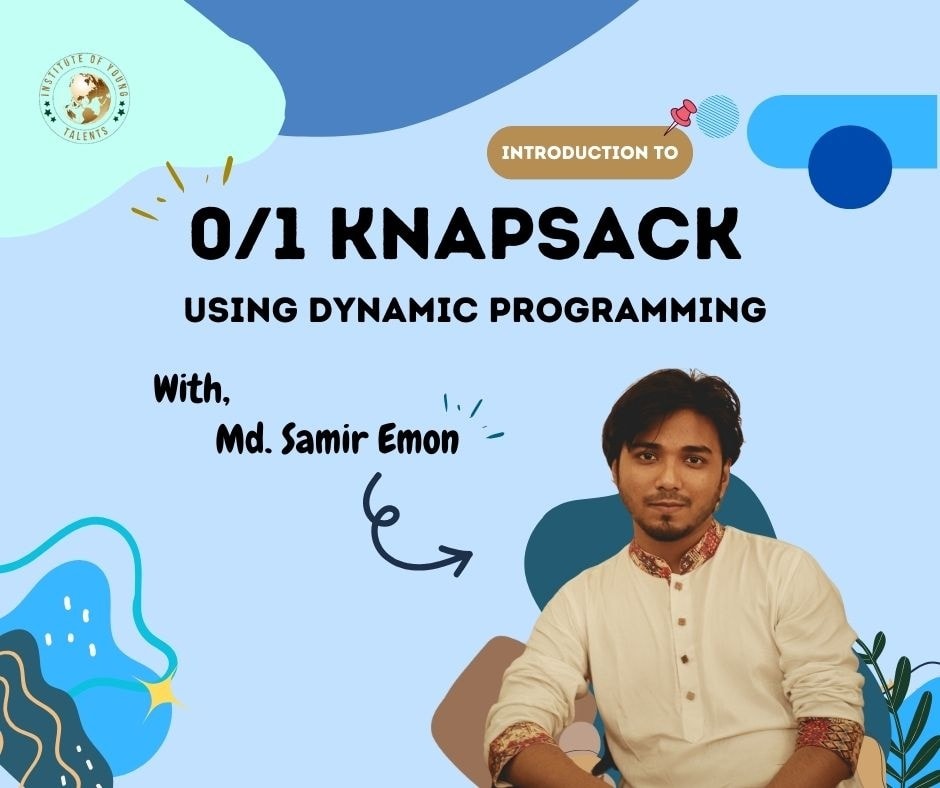 INSTITUTE OF YOUNG
TALENTS
INTRODUCTION TO
0/1 KNAPSACK
USING DYNAMIC PROGRAMMING
With,
Md. Samir Emon